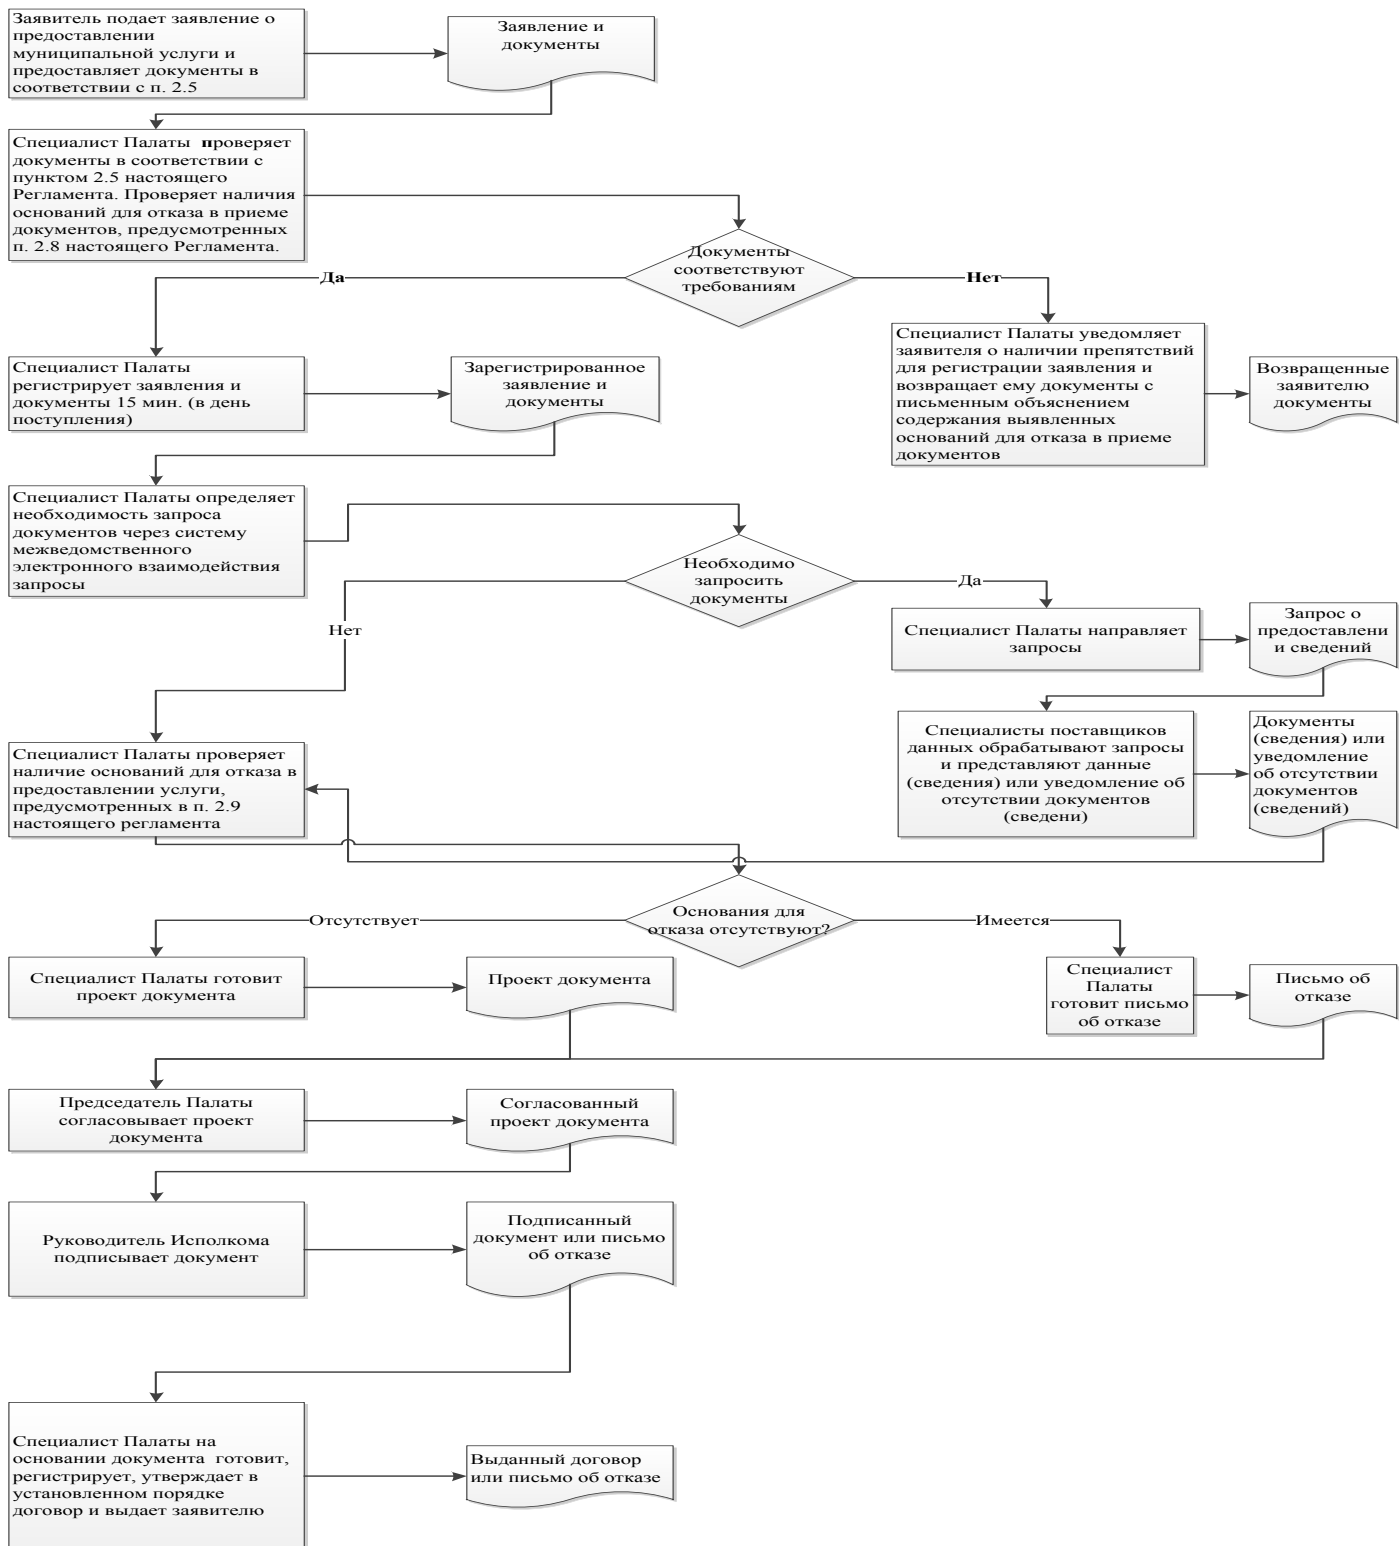 Заявитель подает заявление о
предоставлении
муниципальной услуги и
предоставляет документы в
соответствии с п. 2.5
Заявление и
документы
Специалист Палаты проверяет
документы в соответствии с
пунктом 2.5 настоящего
Регламента. Проверяет наличия
оснований для отказа в приеме
документов, предусмотренных
п. 2.8 настоящего Регламента.
Документы
соответствуют
требованиям
Да
Нет
Специалист Палаты
регистрирует заявления и
документы 15 мин. (в день
поступления)
Зарегистрированное
заявление и
документы
Специалист Палаты уведомляет
заявителя о наличии препятствий
для регистрации заявления и
возвращает ему документы с
письменным объяснением
содержания выявленных
оснований для отказа в приеме
документов
Возвращенные
заявителю
документы
Специалист Палаты определяет
необходимость запроса
документов через систему
межведомственного
электронного взаимодействия
запросы
Необходимо
запросить
документы
Да
Нет
Специалист Палаты направляет
запросы
Запрос о
предоставлени
и сведений
Специалисты поставщиков
данных обрабатывают запросы
и представляют данные
(сведения) или уведомление об
отсутствии документов
(сведени)
Документы
(сведения) или
уведомление
об отсутствии
документов
(сведений)
Специалист Палаты проверяет
наличие оснований для отказа в
предоставлении услуги,
предусмотренных в п. 2.9
настоящего регламента
Основания для
отказа отсутствуют?
Отсутствует
Имеется
Специалист Палаты готовит
проект документа
Проект документа
Специалист
Палаты
готовит письмо
об отказе
Письмо об
отказе
Председатель Палаты
согласовывает проект
документа
Согласованный
проект документа
Руководитель Исполкома
подписывает документ
Подписанный
документ или письмо
об отказе
Специалист Палаты на
основании документа готовит,
регистрирует, утверждает в
установленном порядке
договор и выдает заявителю
Выданный договор
или письмо об отказе